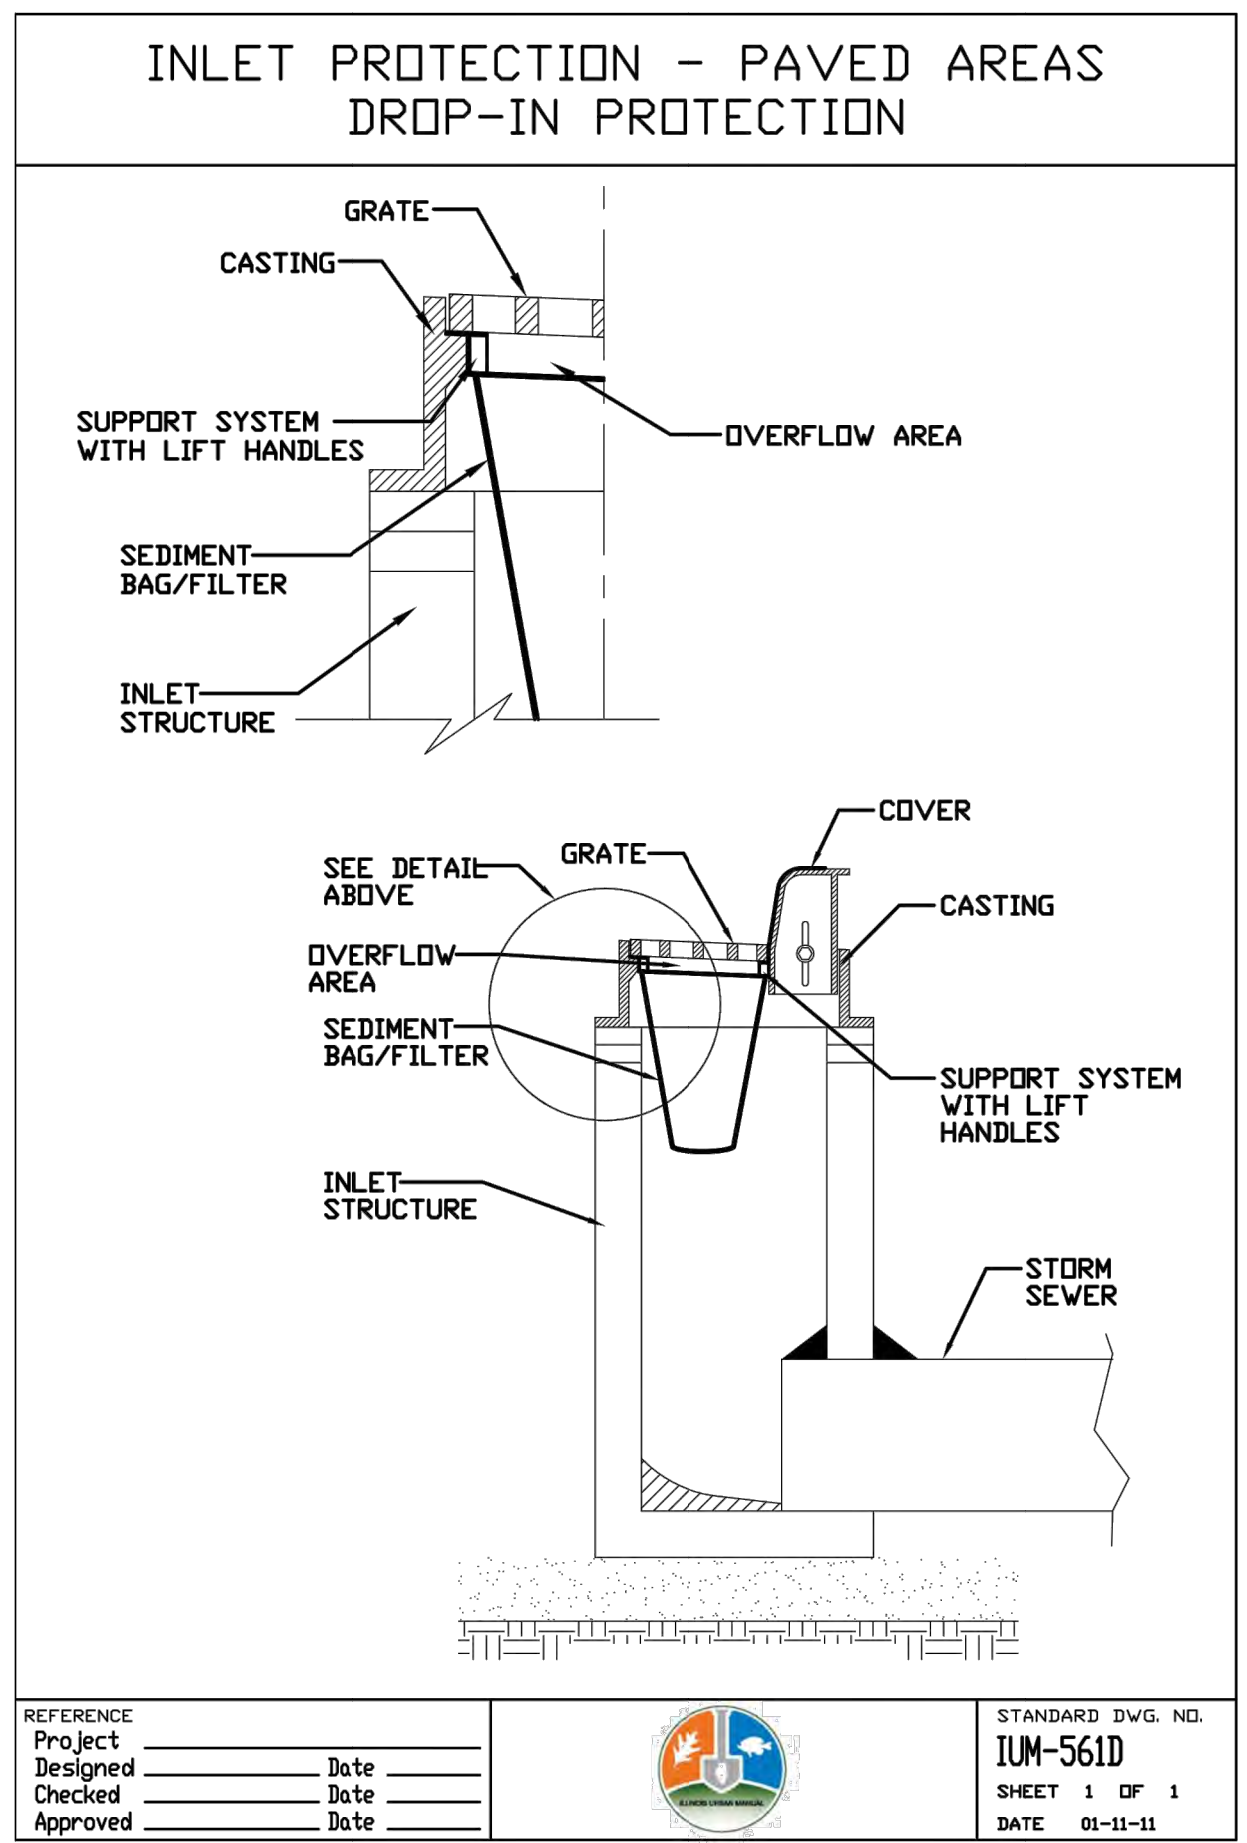 INLET PROTECTION - PAVED AREAS
DROP-IN PROTECTION
GRATE
CASTING
SUPPORT SYSTEM
WITH LIFT HANDLES
OVERFLOW AREA
SEDIMENT
BAG/FILTER
INLET
STRUCTURE
COVER
GRATE
SEE DETAIL
ABOVE
CASTING
OVERFLOW
AREA
SEDIMENT
BAG/FILTER
SUPPORT SYSTEM
WITH LIFT
HANDLES
INLET
STRUCTURE
STORM
SEWER
REFERENCE
Project
Designed Date
Checked Date
Approved Date
ILLINOIS URBAN MANUAL
STANDARD DWG. NO.
IUM-561D
SHEET 1 OF 1
DATE 01-11-11